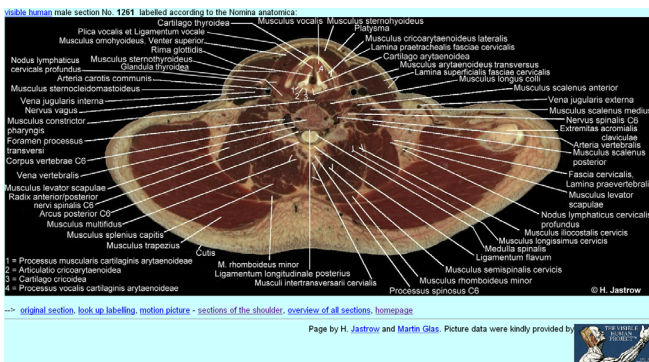 visible human male section No. 1261 labelled according to the Nomina anatomica:
Cartilago thyroidea
Plica vocalis et Ligamentum vocale
Musculus omohyoideus, Venter superior
Rima glottidis
Musculus sternothyroideus
Glandula thyroidea
Nodus lymphaticus
cervicals profundus
Arteria carotis communis
Musculus sternocleidomastoideus
Vena jugularis interna
Nervus vagus
Musculus constrictor
pharyngis
Foramen processus
transversi
Corpus vertebrae C6
Vena vertebralis
Musculus levator scapulae
Radix anterior/posterior
nervi spinalis C6
Arcus posterior C6
Musculus multifidus
Musculus splenius capitis
Musculus trapezius
Cutis
1 = Processus muscularis cartilaginis arytaenoideae
2 = Articulatio cricoarytenoidea
3 = Cartilago cricoidea
4 = Processus vocalis cartilaginis arytaenoideae
M. rhomboideus minor
Ligamentum longitudinale posterius
Musculi intertransversarii cervialis
Musculus vocalis
Musculus sternohyoideus
Platysma
Musculus cricoarytenoideus lateralis
Lamina praetrachealis fasciae cervicalis
Cartilago arytaenoidea
Musculus arytaenoideus transversus
Lamina superficialis fasciae cervicalis
Musculus longus colli
Musculus scalenus anterior
Vena jugularis externa
Musculus scalenus medius
Nervus spinalis C6
Extremitas acromialis
claviculae
Arteria vertebralis
Musculus scalenus
posterior
Fascia cervicalis,
Lamina praevertebralis
Musculus levator
scapulae
Nodus lymphaticus cervicalis
profundus
Musculus iliocostalis cervicis
Musculus longissimus cervicis
Medulla spinalis
Ligamentum flavum
Musculus semispinalis cervicis
Musculus rhomboideus minor
Processus spinosus C6
© H. Jastrow
--> original section, look up labelling, motion picture - sections of the shoulder, overview of all sections, homepage
Page by H. Jastrow and Martin Glas. Picture data were kindly provided by
THE VISIBLE
HUMAN
PROJECT